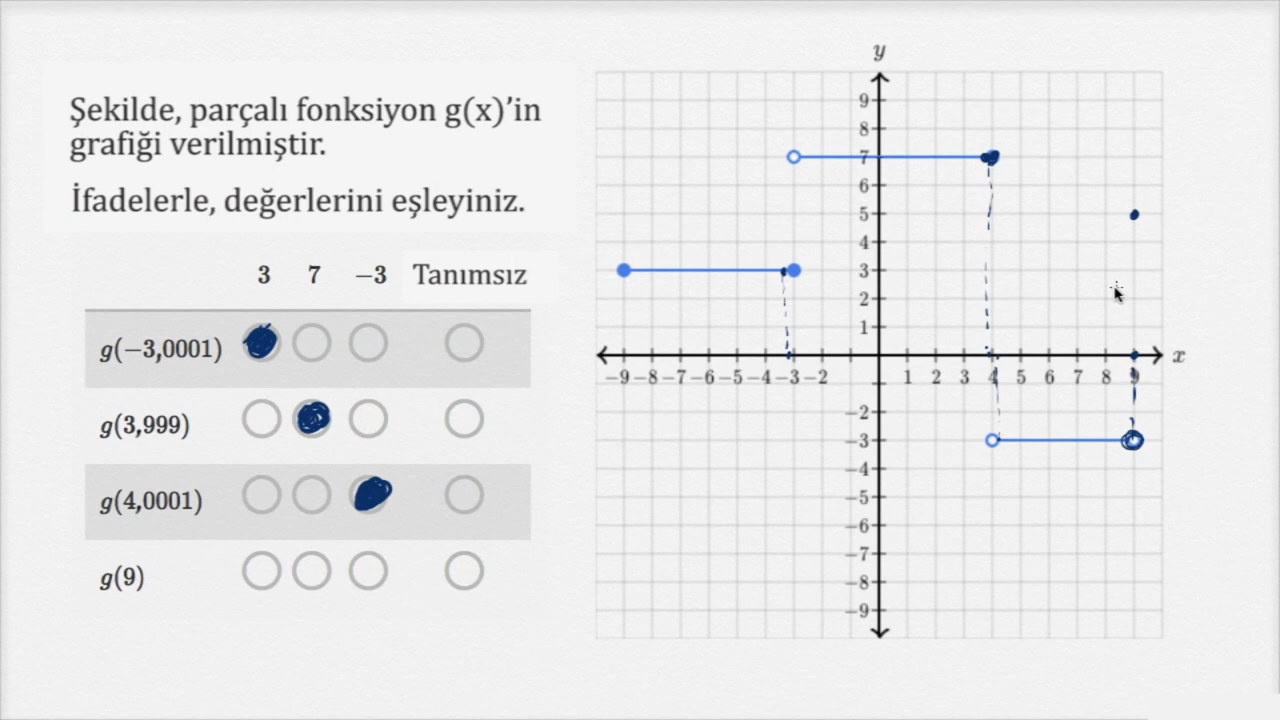 Şekilde, parçalı fonksiyon g(x)'in
grafiği verilmiştir.
İfadelerle, değerlerini eşleyiniz.
3 7 −3 Tanımsız
g(−3,0001)
g(3,999)
g(4,0001)
g(9)
y
9
8
7
6
5
4
3
2
1
−9 −8 −7 −6 −5 −4 −3 −2 1 2 3 4 5 6 7 8 9 x
−2
−3
−4
−5
−6
−7
−8
−9